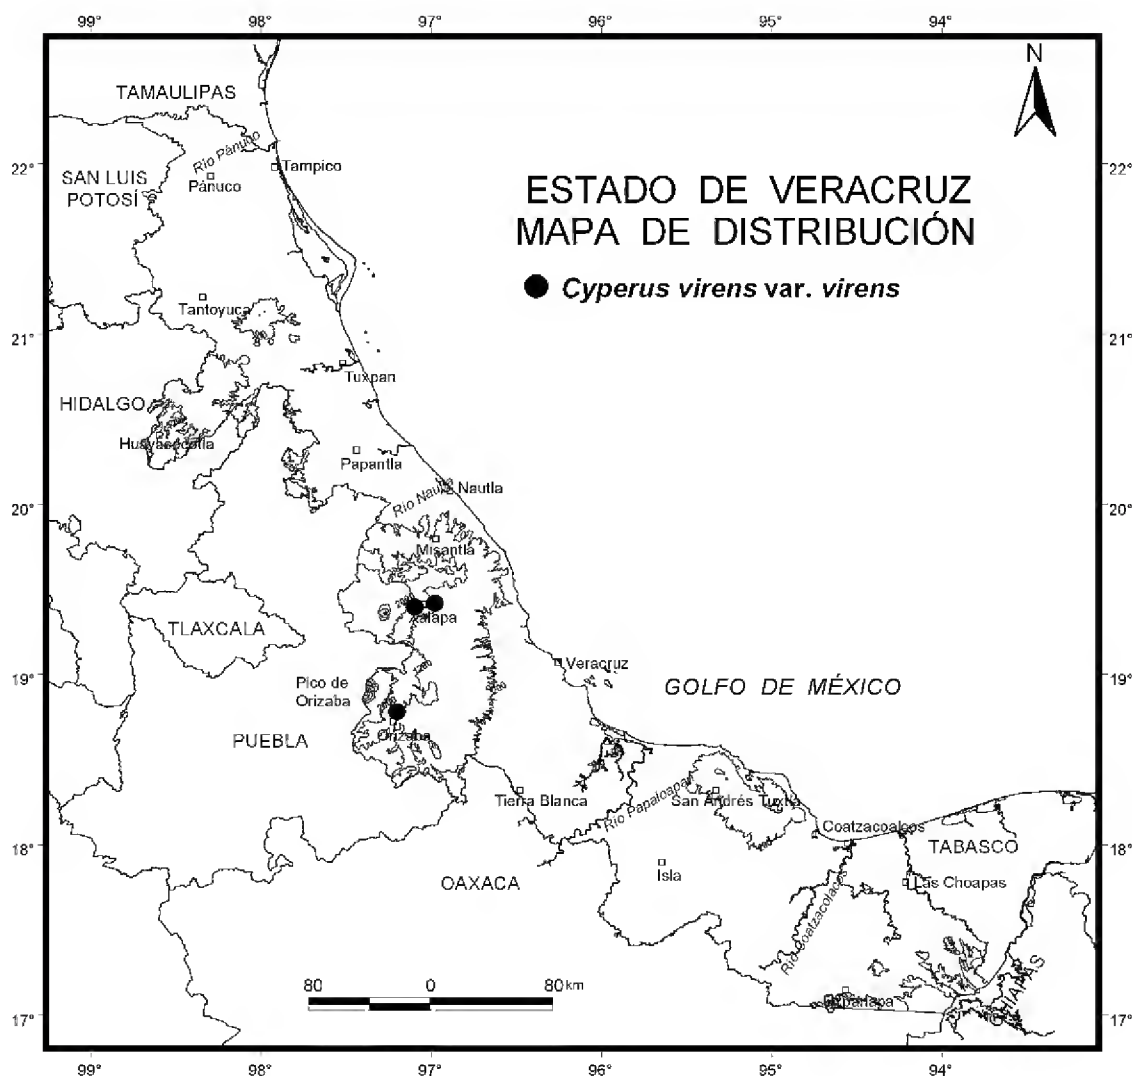 99° 98° 97° 96° 95° 94°
N
TAMAULIPAS
Río Pánuco
22° 22°
Tampico
SAN LUIS
POTOSÍ
Pánuco
ESTADO DE VERACRUZ
MAPA DE DISTRIBUCIÓN
Cyperus virens var. virens
Tantoyuca
21° 21°
Tuxpan
HIDALGO
Huayacocotla
Papantla
Río Nautla
Nautla
20° 20°
Misantla
Xalapa
TLAXCALA
Veracruz
19° 19°
Pico de
Orizaba
GOLFO DE MÉXICO
PUEBLA
Orizaba
Tierra Blanca
Río Papaloapan
San Andrés Tuxtla
Coatzacoalcos
18° 18°
TABASCO
Isla
OAXACA
Las Choapas
Río Coatzacolacos
CHIAPAS
80 0 80 km
Uxpanapa
17° 17°
99° 98° 97° 96° 95° 94°